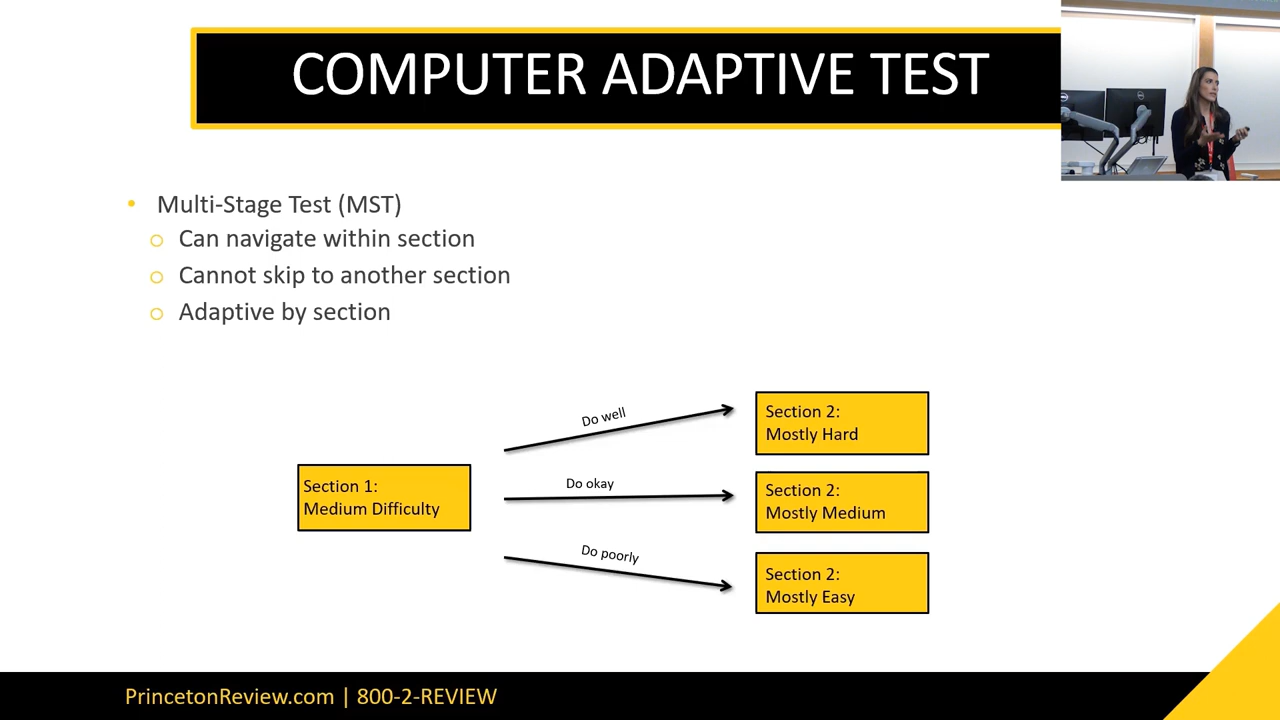 COMPUTER ADAPTIVE TEST
• Multi-Stage Test (MST)
o Can navigate within section
o Cannot skip to another section
o Adaptive by section
Do well
Section 2:
Mostly Hard
Section 1:
Medium Difficulty
Do okay
Section 2:
Mostly Medium
Do poorly
Section 2:
Mostly Easy
PrincetonReview.com | 800-2-REVIEW